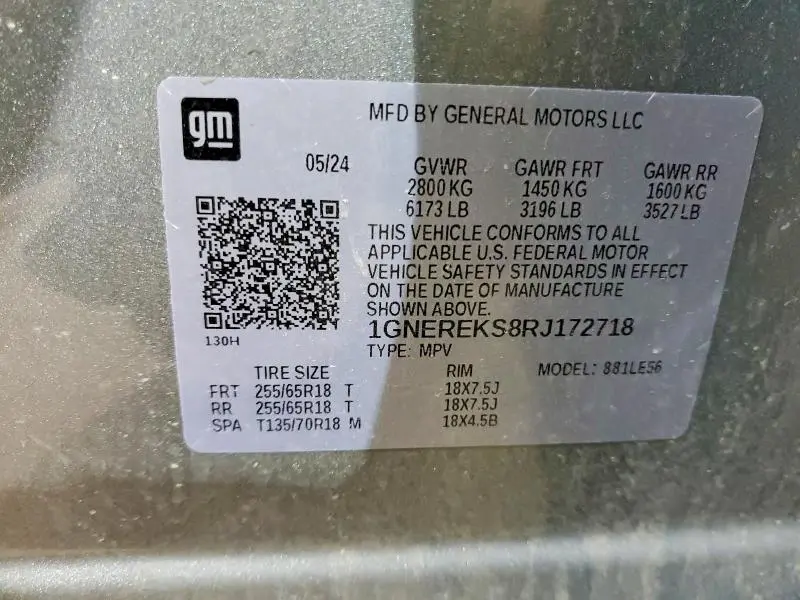 gm
MFD BY GENERAL MOTORS LLC
05/24 GVWR GAWR FRT GAWR RR
2800 KG 1450 KG 1600 KG
6173 LB 3196 LB 3527 LB
THIS VEHICLE CONFORMS TO ALL
APPLICABLE U.S. FEDERAL MOTOR
VEHICLE SAFETY STANDARDS IN EFFECT
ON THE DATE OF MANUFACTURE
SHOWN ABOVE.
1GNEREKS8RJ172718
130H
TYPE: MPV
TIRE SIZE RIM MODEL: 881LE56
FRT 255/65R18 T 18X7.5J
RR 255/65R18 T 18X7.5J
SPA T135/70R18 M 18X4.5B